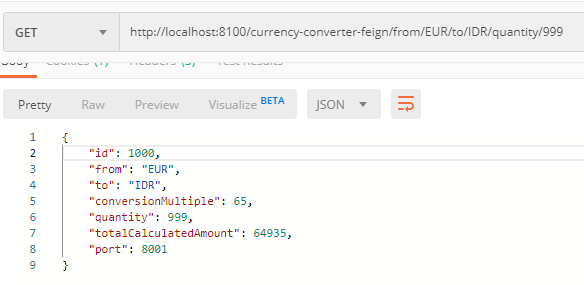 GET http://localhost:8100/currency-converter-feign/from/EUR/to/IDR/quantity/999
Body Cookies (1) Headers (3) Test Results
Pretty Raw Preview Visualize BETA JSON
1 {
2 "id": 1000,
3 "from": "EUR",
4 "to": "IDR",
5 "conversionMultiple": 65,
6 "quantity": 999,
7 "totalCalculatedAmount": 64935,
8 "port": 8001
9 }